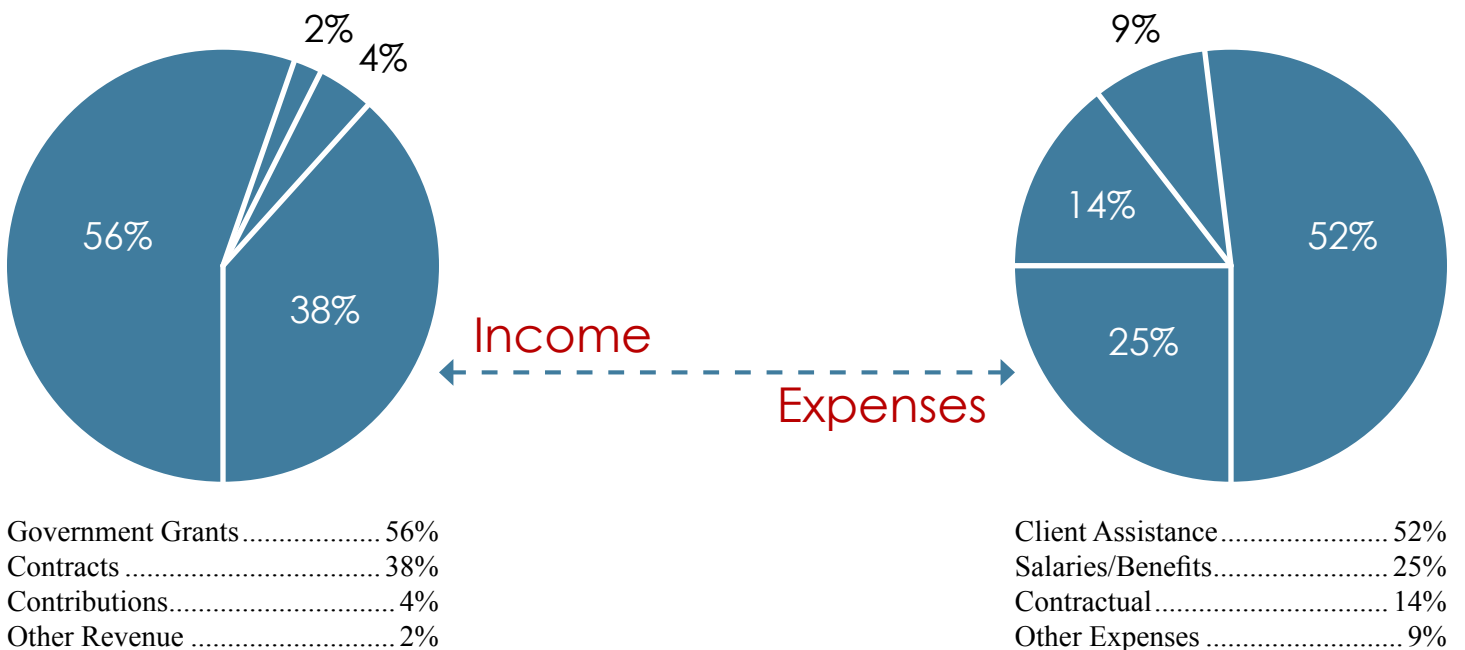 2%
4%
56%
38%
Income
Expenses
9%
14%
52%
25%
Government Grants................... 56%
Contracts ................................... 38%
Contributions............................... 4%
Other Revenue ............................ 2%
Client Assistance........................ 52%
Salaries/Benefits......................... 25%
Contractual................................. 14%
Other Expenses .......................... 9%